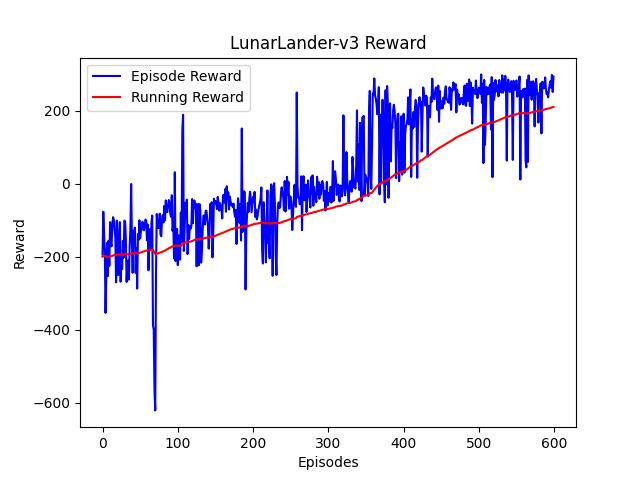 LunarLander-v3 Reward
Episode Reward
Running Reward
200
0
−200
−400
−600
Reward
0 100 200 300 400 500 600
Episodes